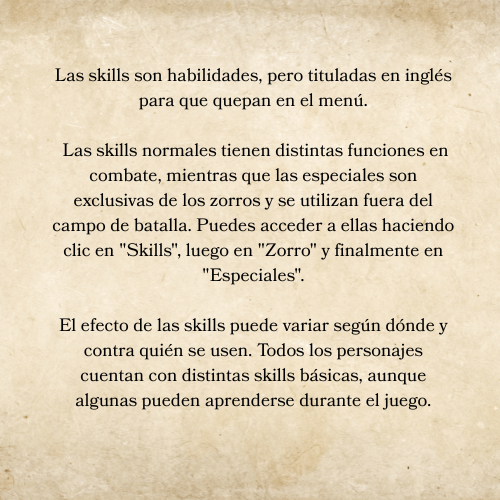 Las skills son habilidades, pero tituladas en inglés
para que quepan en el menú.
Las skills normales tienen distintas funciones en
combate, mientras que las especiales son
exclusivas de los zorros y se utilizan fuera del
campo de batalla. Puedes acceder a ellas haciendo
clic en "Skills", luego en "Zorro" y finalmente en
"Especiales".
El efecto de las skills puede variar según dónde y
contra quién se usen. Todos los personajes
cuentan con distintas skills básicas, aunque
algunas pueden aprenderse durante el juego.